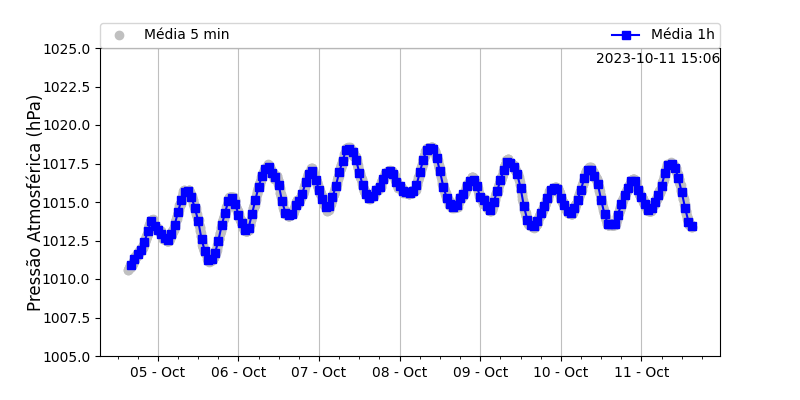 Média 5 min
Média 1h
2023-10-11 15:06
Pressão Atmosférica (hPa)
1025.0
1022.5
1020.0
1017.5
1015.0
1012.5
1010.0
1007.5
1005.0
05 - Oct
06 - Oct
07 - Oct
08 - Oct
09 - Oct
10 - Oct
11 - Oct